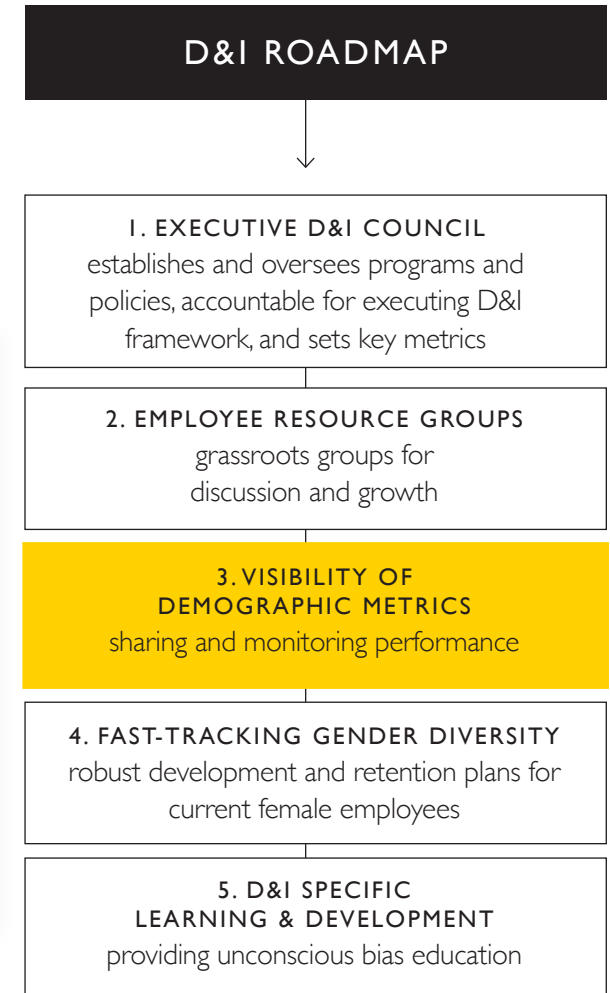 D&I ROADMAP
1. EXECUTIVE D&I COUNCIL
establishes and oversees programs and
policies, accountable for executing D&I
framework, and sets key metrics
2. EMPLOYEE RESOURCE GROUPS
grassroots groups for
discussion and growth
3. VISIBILITY OF
DEMOGRAPHIC METRICS
sharing and monitoring performance
4. FAST-TRACKING GENDER DIVERSITY
robust development and retention plans for
current female employees
5. D&I SPECIFIC
LEARNING & DEVELOPMENT
providing unconscious bias education